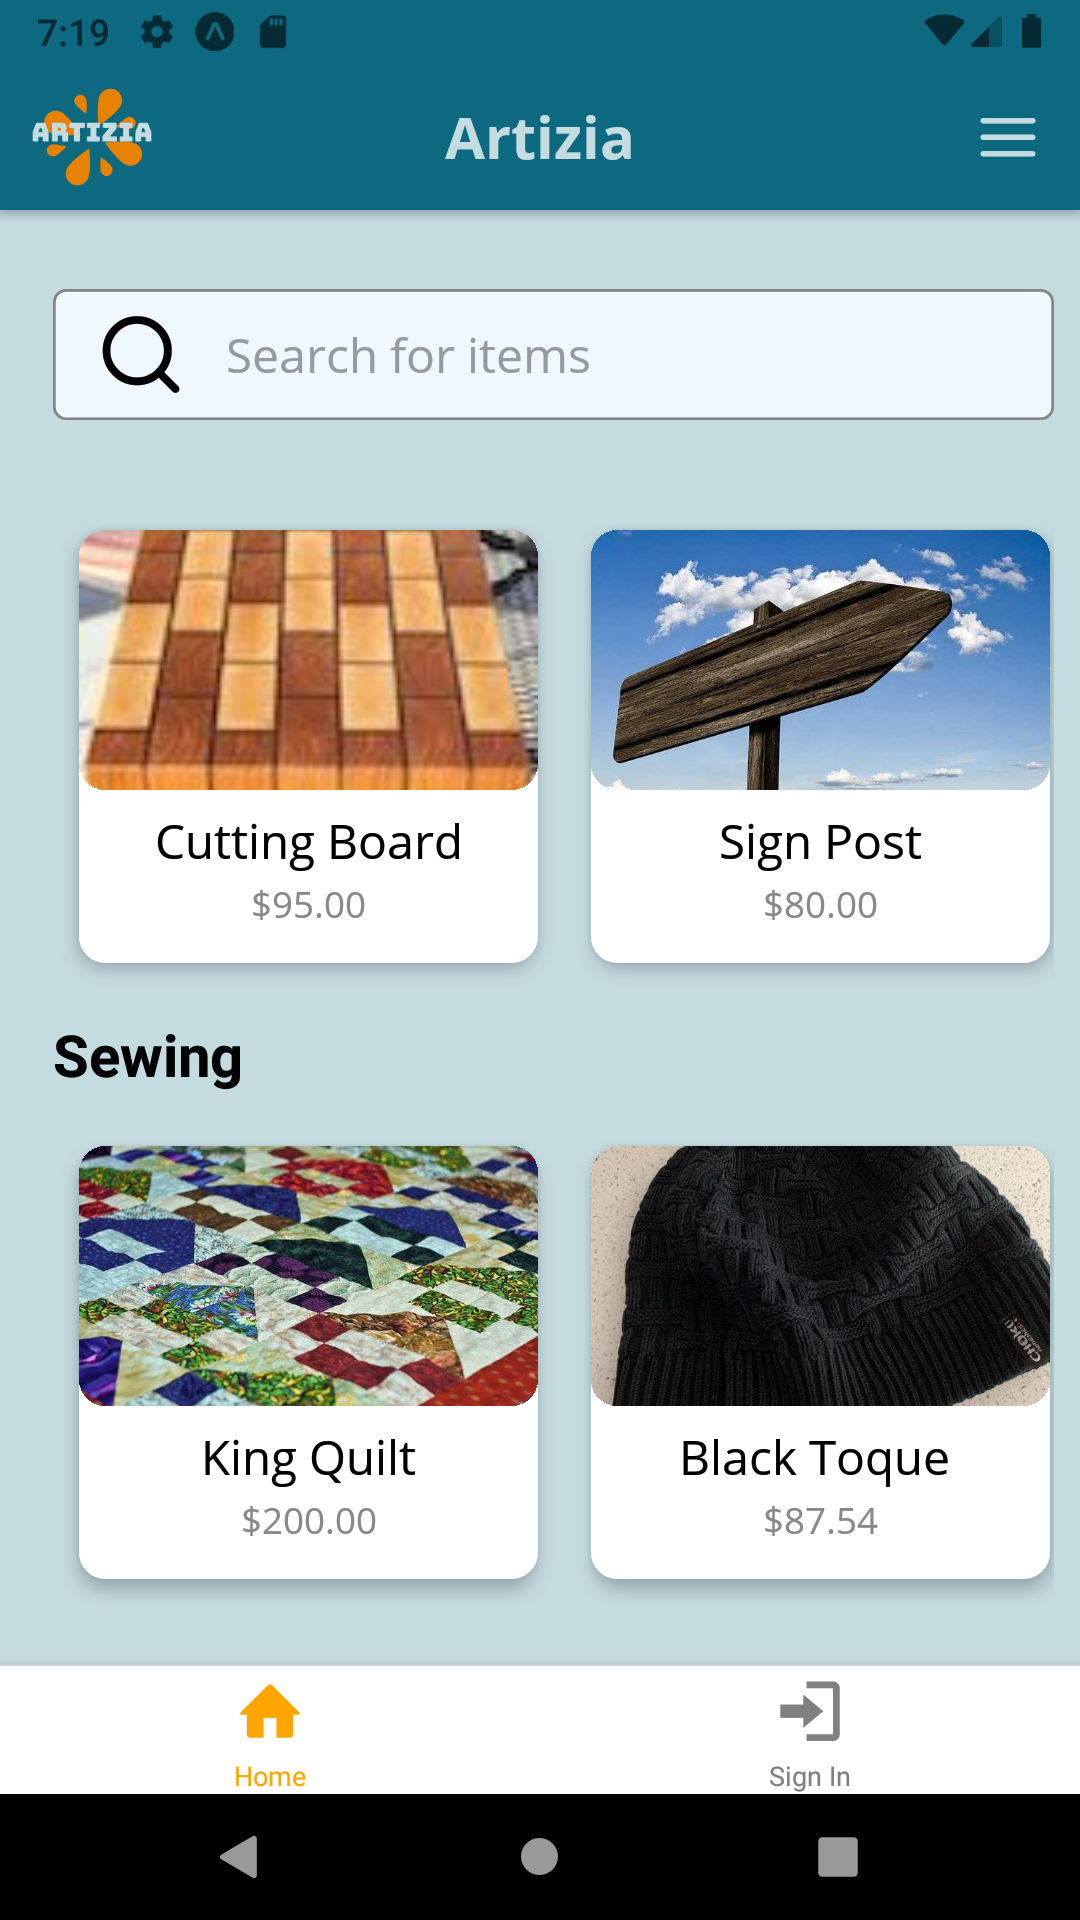 7:19
ARTIZIA
Artizia
Search for items
Cutting Board
$95.00
Sign Post
$80.00
Sewing
CHAOS
King Quilt
$200.00
Black Toque
$87.54
Home
Sign In